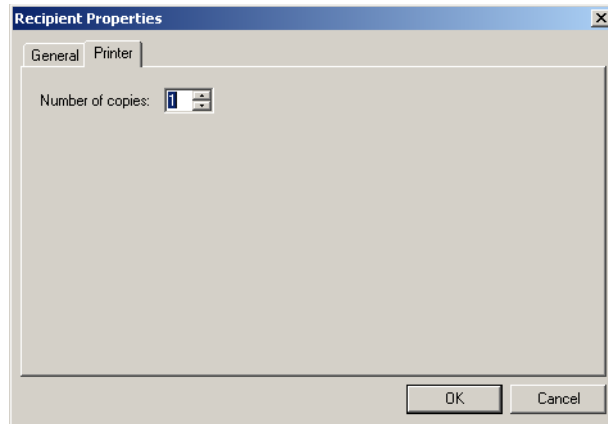 Recipient Properties
General Printer
Number of copies: 1
OK Cancel